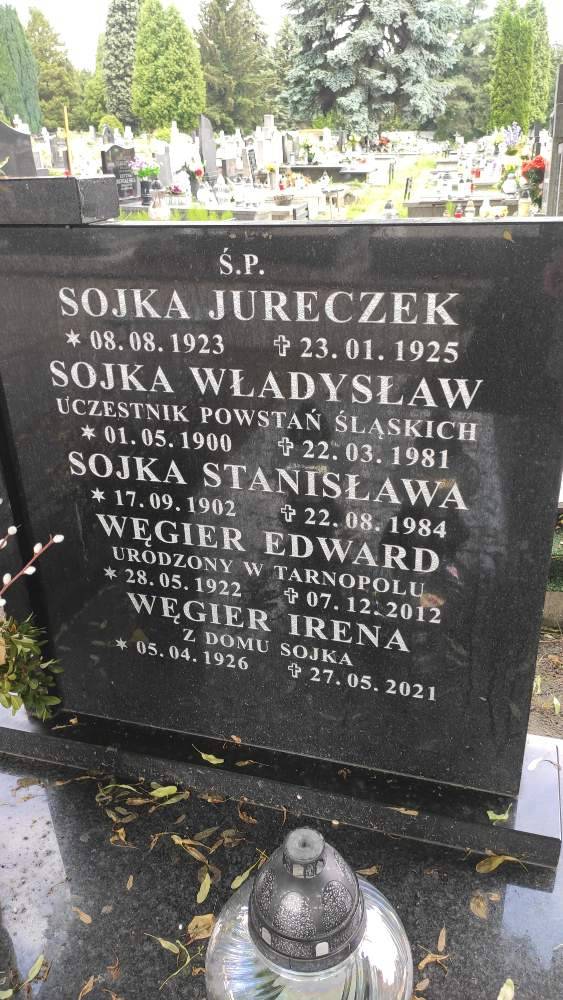 Ś.P.
SOJKA JURECZEK
✶ 08.08.1923 ✝ 23.01.1925
SOJKA WŁADYSŁAW
UCZESTNIK POWSTAŃ ŚLĄSKICH
✶ 01.05.1900 ✝ 22.03.1981
SOJKA STANISŁAWA
✶ 17.09.1902 ✝ 22.08.1984
WĘGIER EDWARD
URODZONY W TARNOPOLU
✶ 28.05.1922 ✝ 07.12.2012
WĘGIER IRENA
Z DOMU SOJKA
✶ 05.04.1926 ✝ 27.05.2021